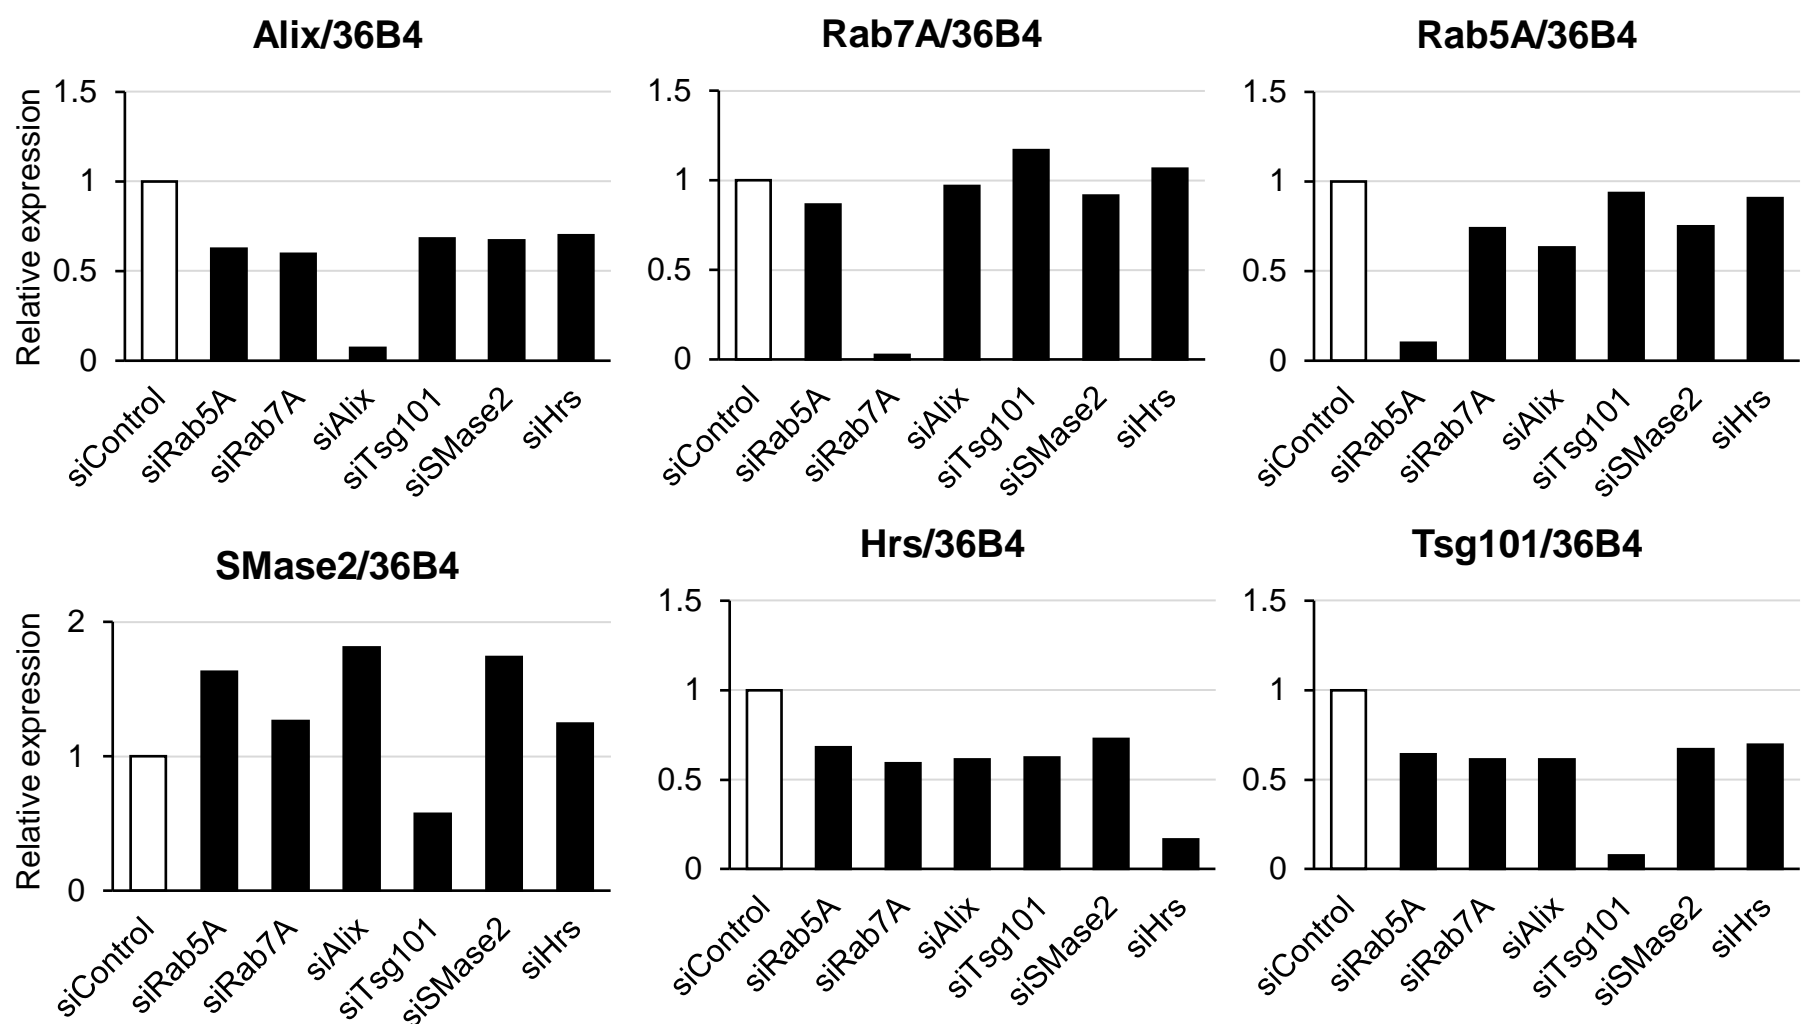 Alix/36B4
Relative expression
1.5
1
0.5
0
siControl
siRab5A
siRab7A
siAlix
siTsg101
siSMase2
siHrs
Rab7A/36B4
1.5
1
0.5
0
siControl
siRab5A
siRab7A
siAlix
siTsg101
siSMase2
siHrs
Rab5A/36B4
1.5
1
0.5
0
siControl
siRab5A
siRab7A
siAlix
siTsg101
siSMase2
siHrs
SMase2/36B4
Relative expression
2
1
0
siControl
siRab5A
siRab7A
siAlix
siTsg101
siSMase2
siHrs
Hrs/36B4
1.5
1
0.5
0
siControl
siRab5A
siRab7A
siAlix
siTsg101
siSMase2
siHrs
Tsg101/36B4
1.5
1
0.5
0
siControl
siRab5A
siRab7A
siAlix
siTsg101
siSMase2
siHrs